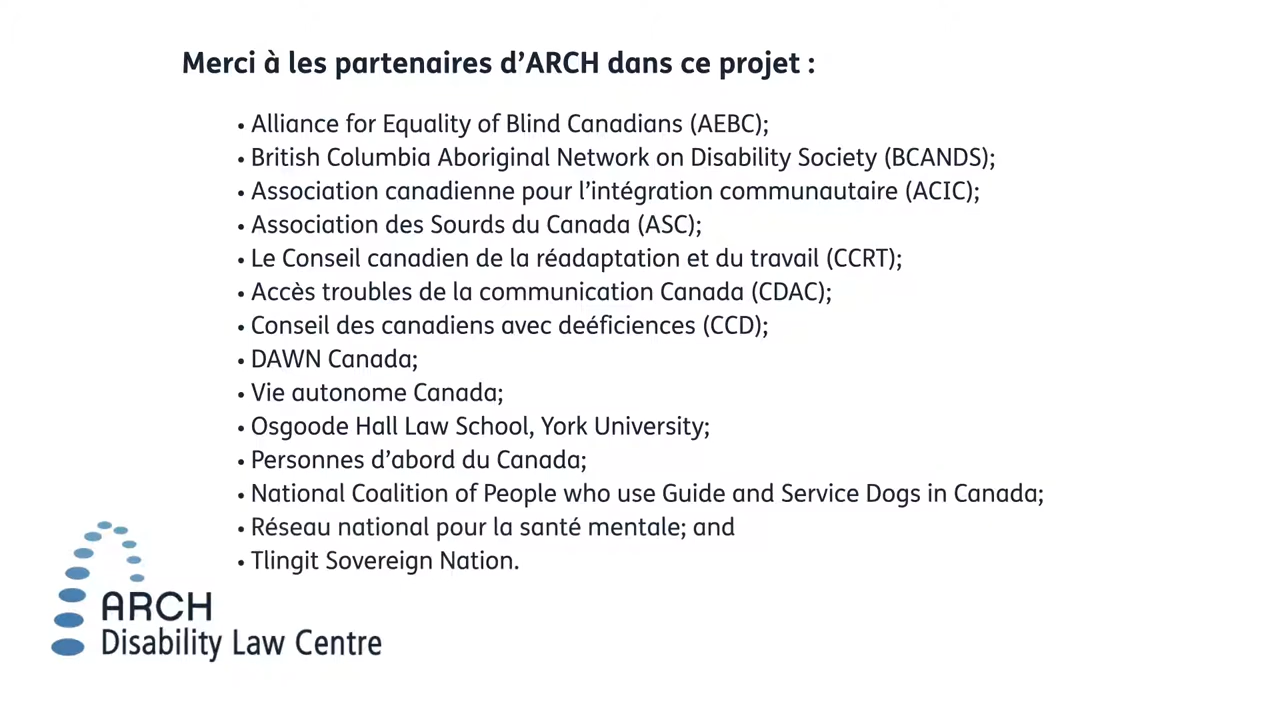 Merci à les partenaires d'ARCH dans ce projet :
• Alliance for Equality of Blind Canadians (AEBC);
• British Columbia Aboriginal Network on Disability Society (BCANDS);
• Association canadienne pour l'intégration communautaire (ACIC);
• Association des Sourds du Canada (ASC);
• Le Conseil canadien de la réadaptation et du travail (CCRT);
• Accès troubles de la communication Canada (CDAC);
• Conseil des canadiens avec deéficiences (CCD);
• DAWN Canada;
• Vie autonome Canada;
• Osgoode Hall Law School, York University;
• Personnes d'abord du Canada;
• National Coalition of People who use Guide and Service Dogs in Canada;
• Réseau national pour la santé mentale; and
• Tlingit Sovereign Nation.
ARCH
Disability Law Centre